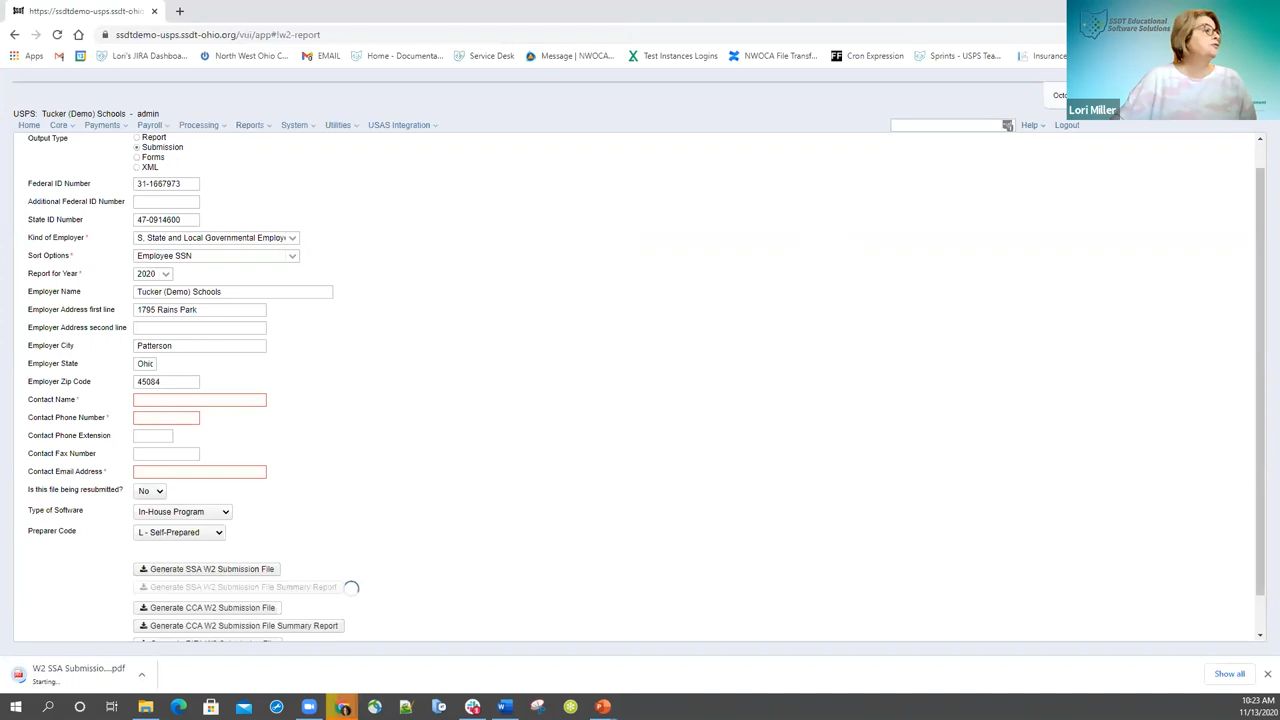 https://ssdtdemo-usps.ssdt-ohio
ssdtdemo-usps.ssdt-ohio.org/vui/app#!w2-report
Apps
Lori's JIRA Dashboa...
North West Ohio C...
EMAIL
Home - Documenta...
Service Desk
Message | NWOCA...
NWOCA File Transf...
Test Instances Logins
Cron Expression
Sprints - USPS Tea...
Insurance
SSDT Educational
Software Solutions
Lori Miller
USPS: Tucker (Demo) Schools - admin
Home
Core
Payments
Payroll
Processing
Reports
System
Utilities
USAS Integration
Help
Logout
Output Type
Report
Submission
Forms
XML
Federal ID Number 31-1667973
Additional Federal ID Number
State ID Number 47-0914600
Kind of Employer * S, State and Local Governmental Employ
Sort Options * Employee SSN
Report for Year * 2020
Employer Name Tucker (Demo) Schools
Employer Address first line 1795 Rains Park
Employer Address second line
Employer City Patterson
Employer State Ohio
Employer Zip Code 45084
Contact Name *
Contact Phone Number *
Contact Phone Extension
Contact Fax Number
Contact Email Address *
Is this file being resubmitted? No
Type of Software In-House Program
Preparer Code L - Self-Prepared
Generate SSA W2 Submission File
Generate SSA W2 Submission File Summary Report
Generate CCA W2 Submission File
Generate CCA W2 Submission File Summary Report
W2 SSA Submissio....pdf
Starting...
Show all
10:23 AM
11/13/2020